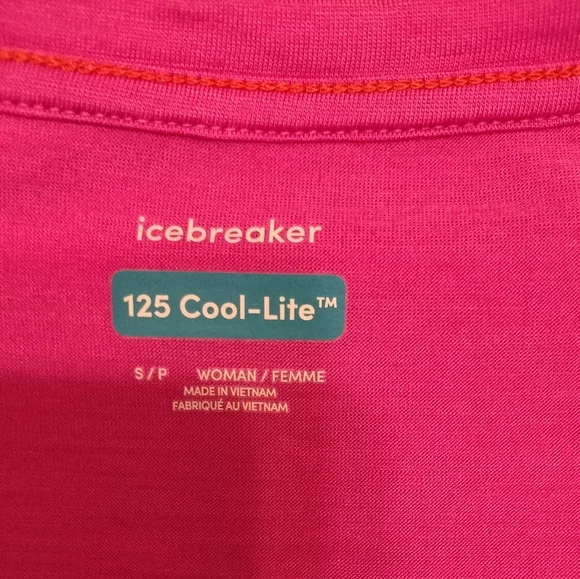 icebreaker
125 Cool-Lite™
S/P WOMAN / FEMME
MADE IN VIETNAM
FABRIQUÉ AU VIETNAM